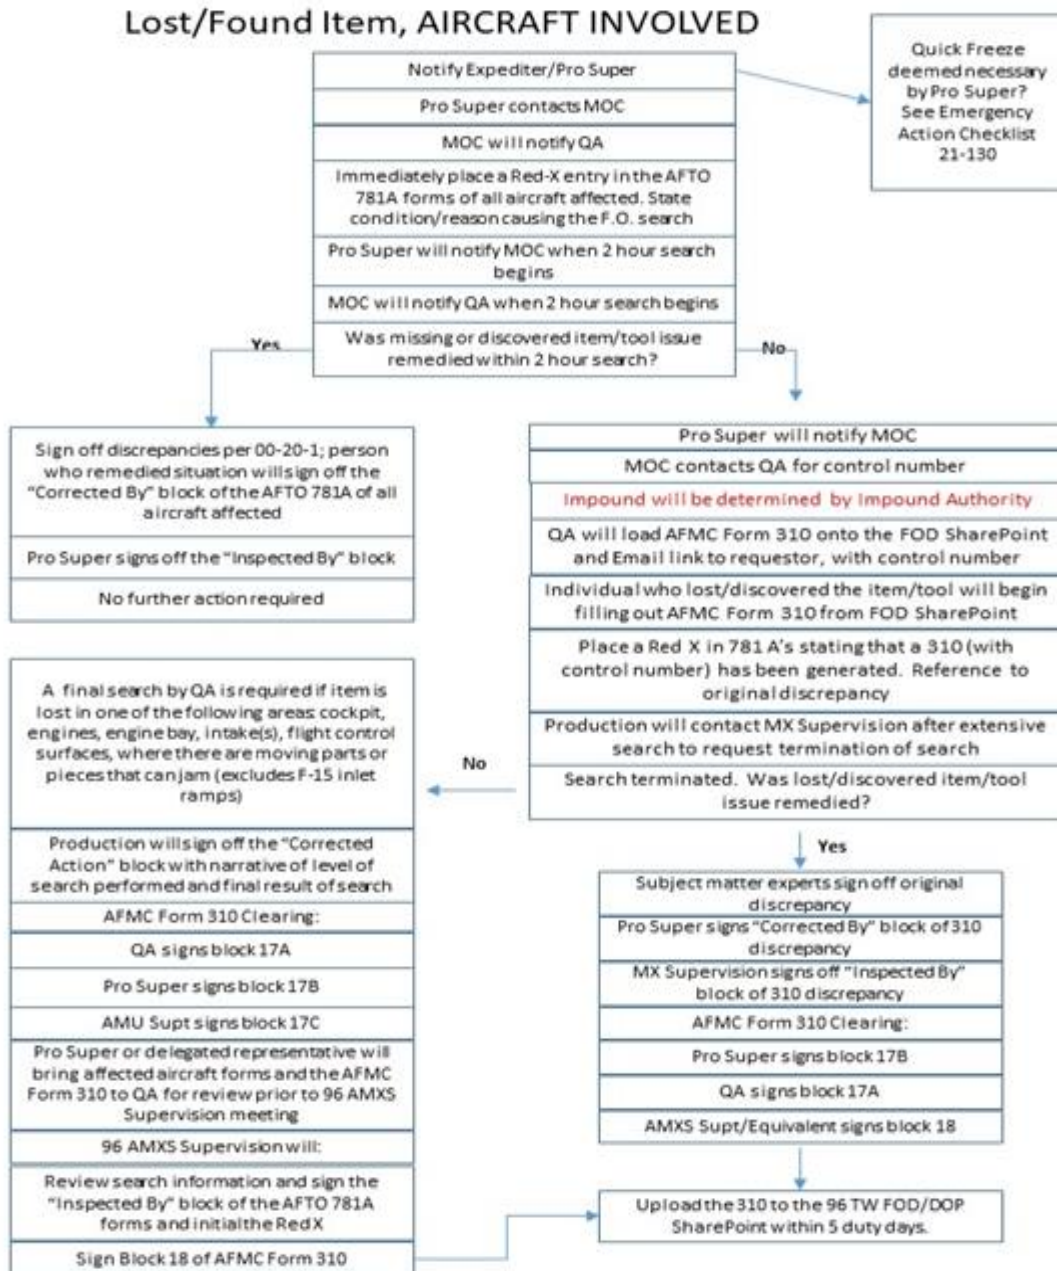 Lost/Found Item, AIRCRAFT INVOLVED
Quick Freeze
deemed necessary
by Pro Super?
See Emergency
Action Checklist
21-130
Notify Expediter/Pro Super
Pro Super contacts MOC
MOC will notify QA
Immediately place a Red-X entry in the AFTO
781A forms of all aircraft affected. State
condition/reason causing the F.O. search
Pro Super will notify MOC when 2 hour search
begins
MOC will notify QA when 2 hour search begins
Was missing or discovered item/tool issue
remedied within 2 hour search?
Yes
No
Sign off discrepancies per 00-20-1; person
who remedied situation will sign off the
"Corrected By" block of the AFTO 781A of all
aircraft affected
Pro Super signs off the "Inspected By" block
No further action required
Pro Super will notify MOC
MOC contacts QA for control number
Impound will be determined by Impound Authority
QA will load AFMC Form 310 onto the FOD SharePoint
and Email link to requestor, with control number
Individual who lost/discovered the item/tool will begin
filling out AFMC Form 310 from FOD SharePoint
Place a Red X in 781 A's stating that a 310 (with
control number) has been generated. Reference to
original discrepancy
Production will contact MX Supervision after extensive
search to request termination of search
Search terminated. Was lost/discovered item/tool
issue remedied?
No
Yes
A final search by QA is required if item is
lost in one of the following areas: cockpit,
engines, engine bay, intake(s), flight control
surfaces, where there are moving parts or
pieces that can jam (excludes F-15 inlet
ramps)
Production will sign off the "Corrected
Action" block with narrative of level of
search performed and final result of search
AFMC Form 310 Clearing:
QA signs block 17A
Pro Super signs block 17B
AMU Supt signs block 17C
Pro Super or delegated representative will
bring affected aircraft forms and the AFMC
Form 310 to QA for review prior to 96 AMXS
Supervision meeting
96 AMXS Supervision will:
Review search information and sign the
"Inspected By" block of the AFTO 781A
forms and initial the Red X
Sign Block 18 of AFMC Form 310
Subject matter experts sign off original
discrepancy
Pro Super signs "Corrected By" block of 310
discrepancy
MX Supervision signs off "Inspected By"
block of 310 discrepancy
AFMC Form 310 Clearing:
Pro Super signs block 17B
QA signs block 17A
AMXS Supt/Equivalent signs block 18
Upload the 310 to the 96 TW FOD/DOP
SharePoint within 5 duty days.